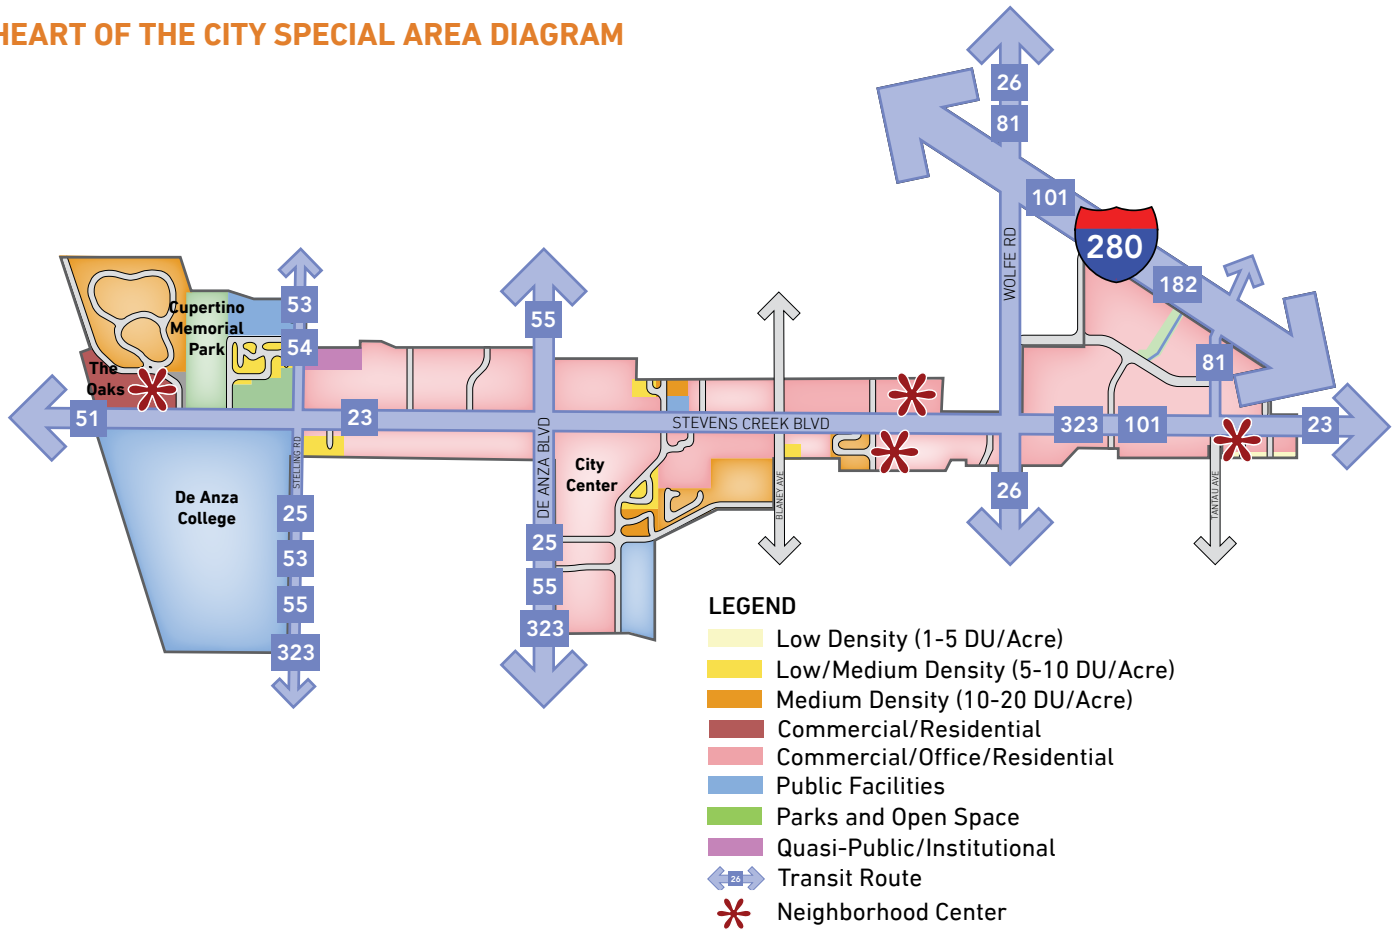 HEART OF THE CITY SPECIAL AREA DIAGRAM
26
81
101
280
182
81
WOLFE RD
53
54
55
Cupertino
Memorial
Park
The
Oaks
51
23
STEVENS CREEK BLVD
323
101
23
STELLING RD
DE ANZA BLVD
City
Center
BLANEY AVE
TANTAU AVE
26
De Anza
College
25
53
55
323
25
55
323
LEGEND
Low Density (1-5 DU/Acre)
Low/Medium Density (5-10 DU/Acre)
Medium Density (10-20 DU/Acre)
Commercial/Residential
Commercial/Office/Residential
Public Facilities
Parks and Open Space
Quasi-Public/Institutional
26
Transit Route
Neighborhood Center